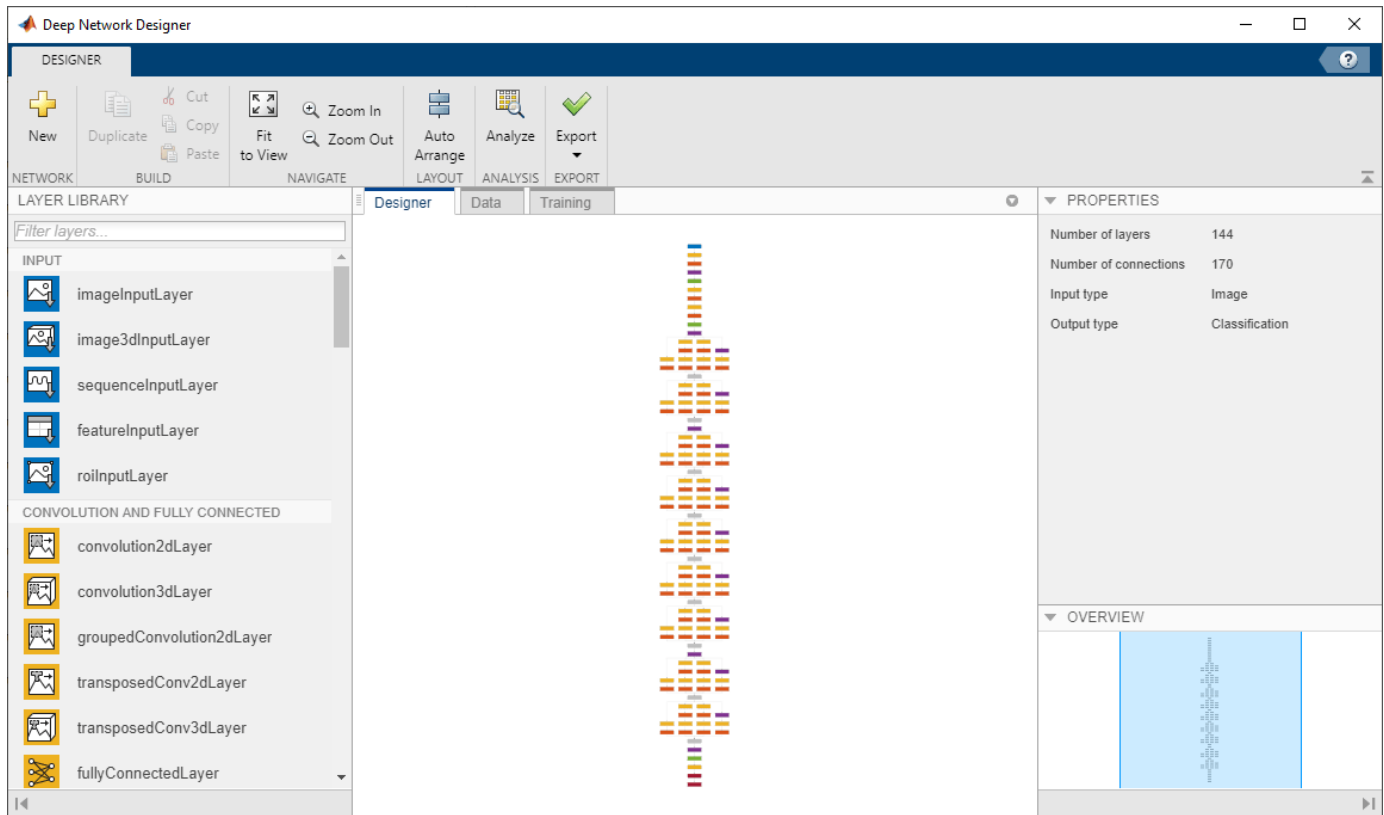 Deep Network Designer
DESIGNER
New
Duplicate
Cut
Copy
Paste
Fit
to View
Zoom In
Zoom Out
Auto
Arrange
Analyze
Export
NETWORK
BUILD
NAVIGATE
LAYOUT
ANALYSIS
EXPORT
LAYER LIBRARY
Filter layers...
INPUT
imageInputLayer
image3dInputLayer
sequenceInputLayer
featureInputLayer
roiInputLayer
CONVOLUTION AND FULLY CONNECTED
convolution2dLayer
convolution3dLayer
groupedConvolution2dLayer
transposedConv2dLayer
transposedConv3dLayer
fullyConnectedLayer
Designer
Data
Training
PROPERTIES
Number of layers 144
Number of connections 170
Input type Image
Output type Classification
OVERVIEW